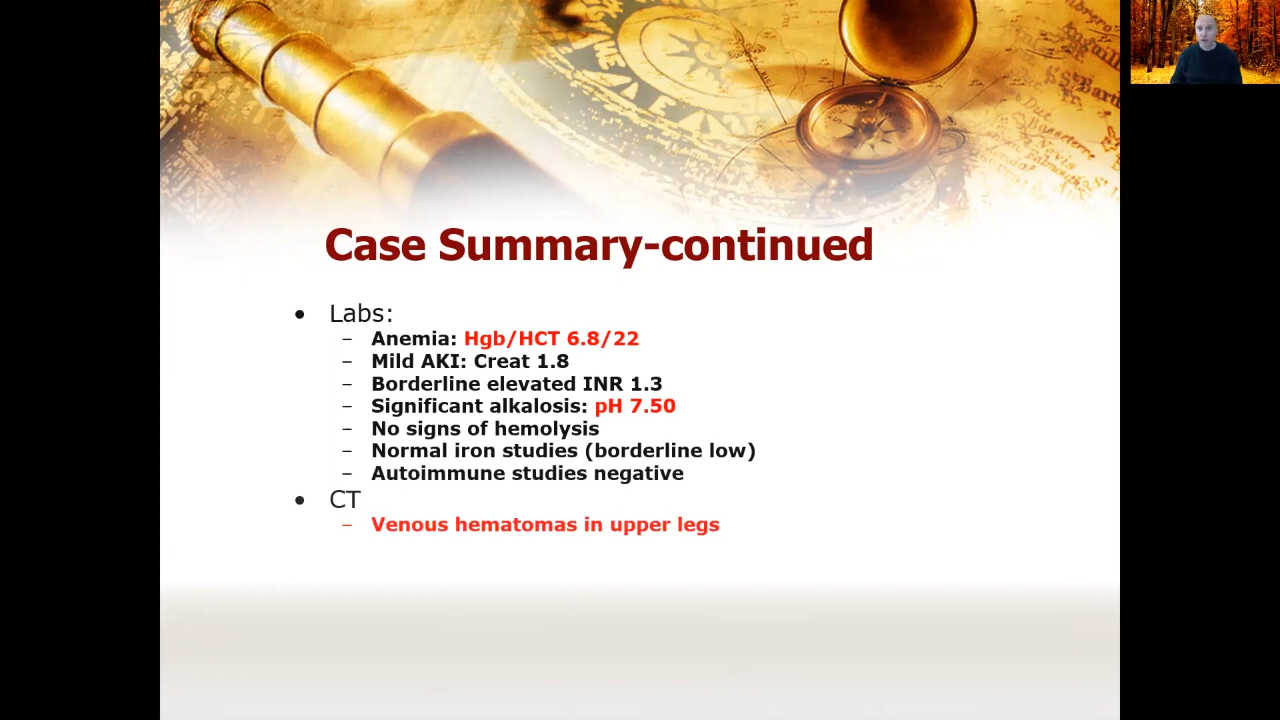 Case Summary-continued
• Labs:
– Anemia: Hgb/HCT 6.8/22
– Mild AKI: Creat 1.8
– Borderline elevated INR 1.3
– Significant alkalosis: pH 7.50
– No signs of hemolysis
– Normal iron studies (borderline low)
– Autoimmune studies negative
• CT
– Venous hematomas in upper legs